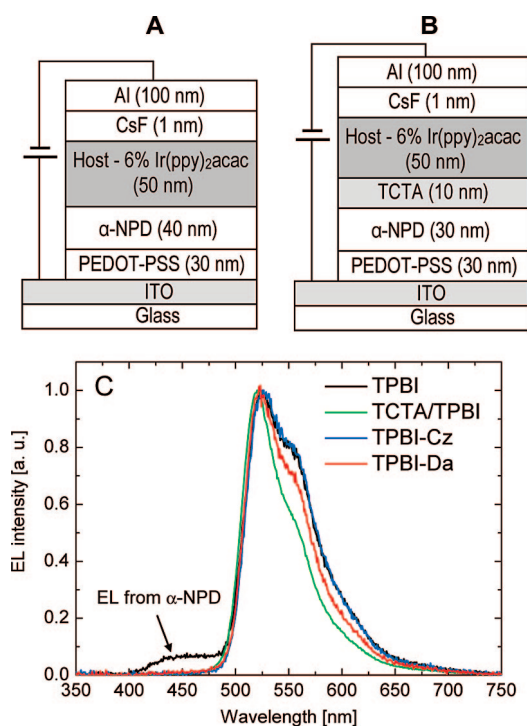 A
Al (100 nm)
CsF (1 nm)
Host - 6% Ir(ppy)₂acac
(50 nm)
α-NPD (40 nm)
PEDOT-PSS (30 nm)
ITO
Glass
B
Al (100 nm)
CsF (1 nm)
Host - 6% Ir(ppy)₂acac
(50 nm)
TCTA (10 nm)
α-NPD (30 nm)
PEDOT-PSS (30 nm)
ITO
Glass
C
TPBI
TCTA/TPBI
TPBI-Cz
TPBI-Da
EL from α-NPD
EL intensity [a. u.]
1.0
0.8
0.6
0.4
0.2
0.0
350 400 450 500 550 600 650 700 750
Wavelength [nm]